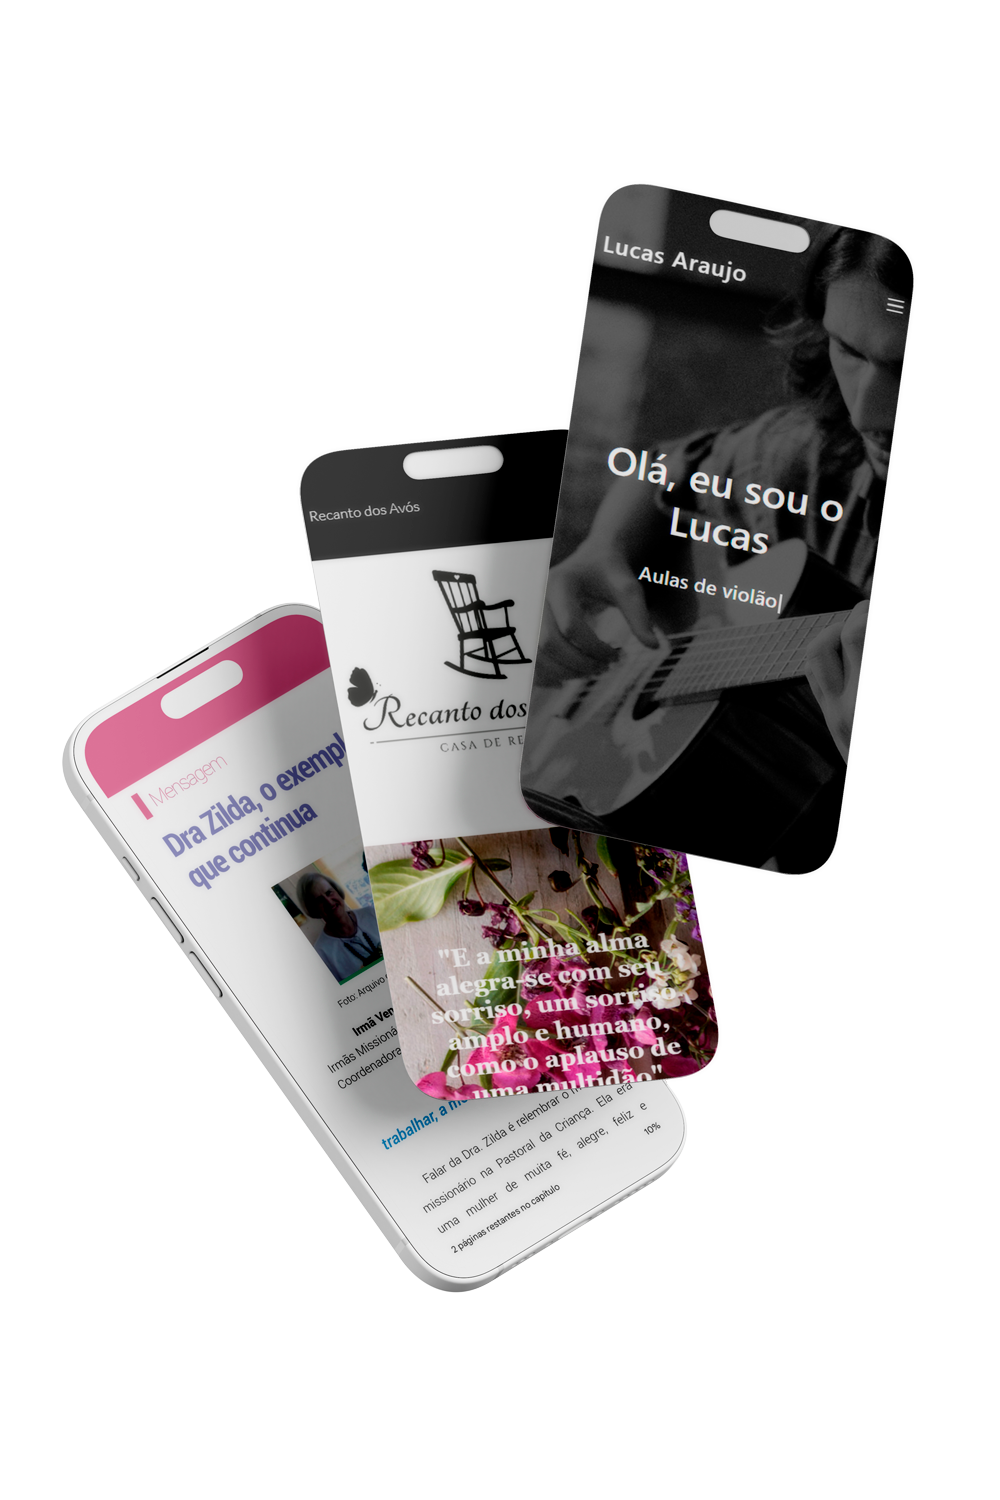 Lucas Araujo
Olá, eu sou o
Lucas
Aulas de violão|
Recanto dos Avós
Recanto dos
CASA DE RE
"E a minha alma
alegra-se com seu
sorriso, um sorriso
amplo e humano,
como o aplauso de
uma multidão"
Mensagem
Dra Zilda, o exempl
que continua
Foto: Arquivo
Irmã Ven
Irmãs Missioná
Coordenadora
trabalhar, a m
Falar da Dra. Zilda é relembrar o
missionário na Pastoral da Criança. Ela era
uma mulher de muita fé, alegre, feliz e
2 páginas restantes no capítulo
10%